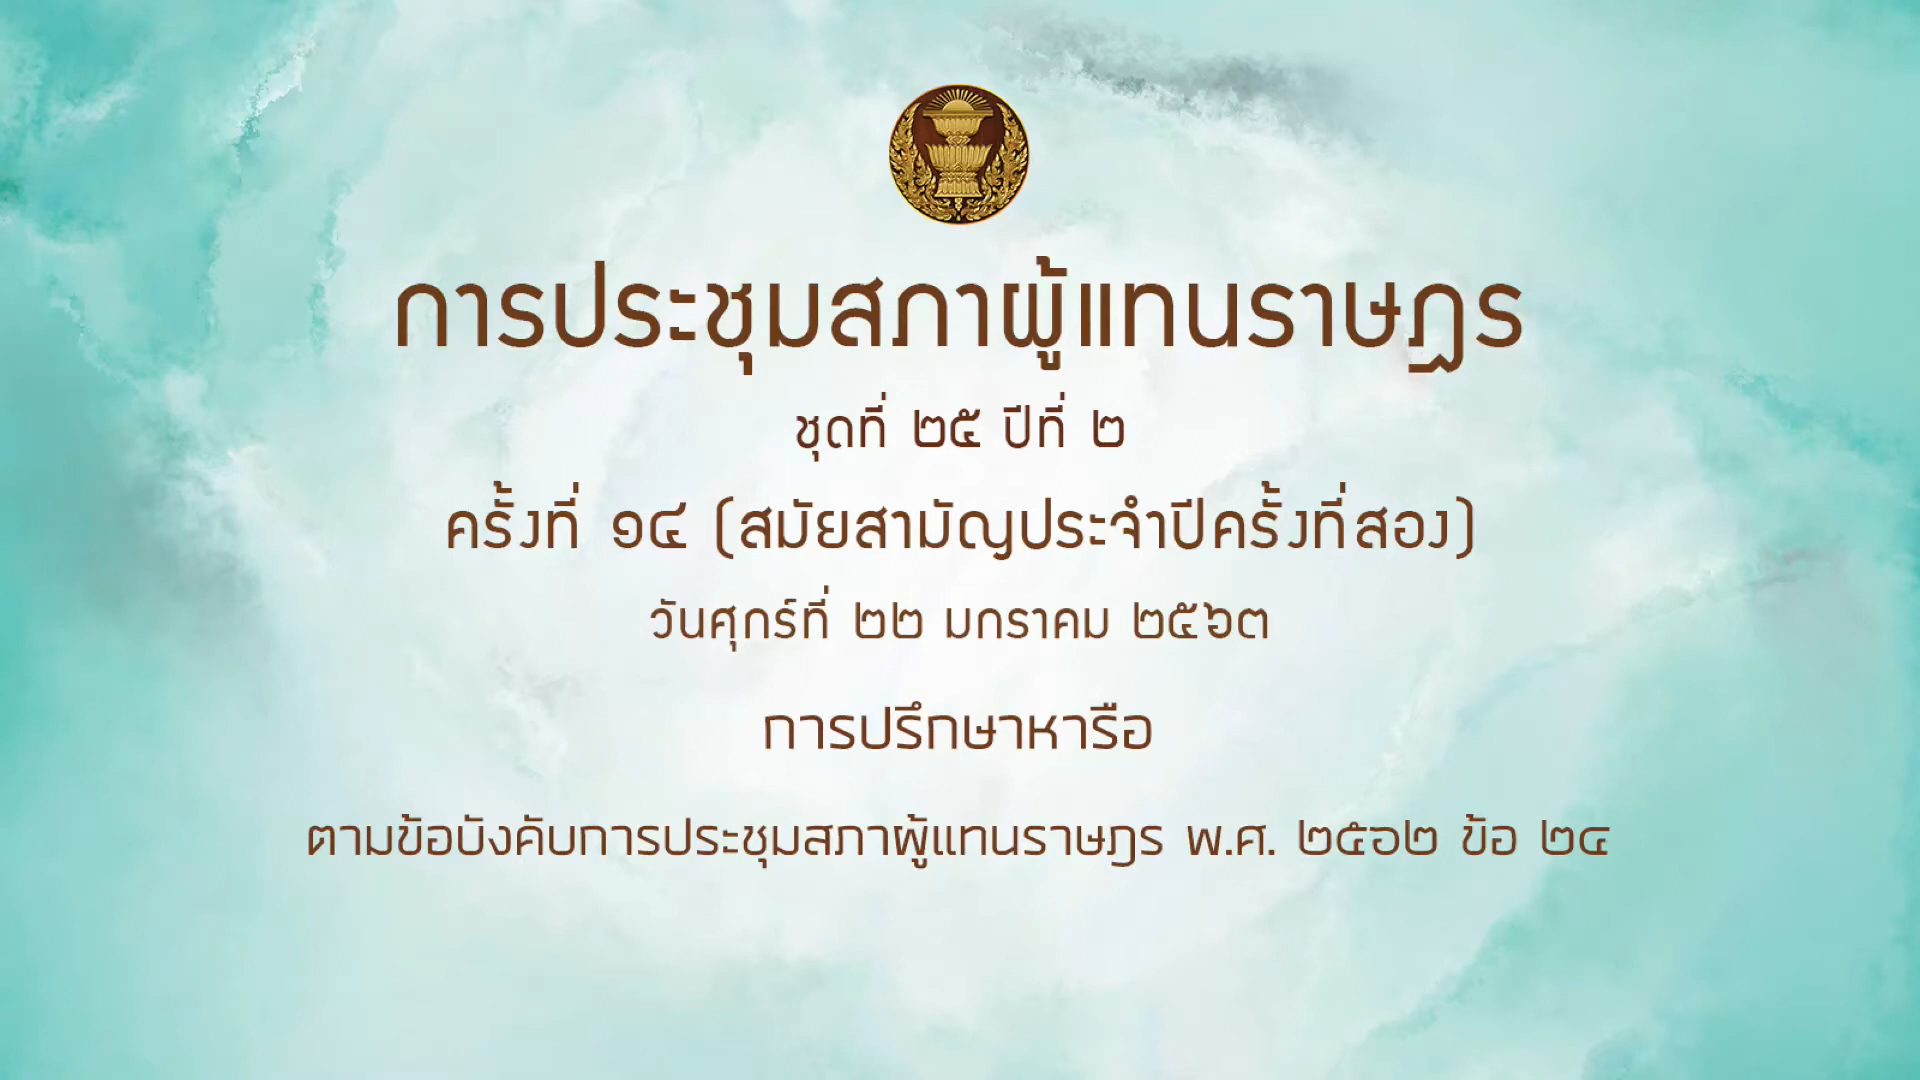 การประชุมสภาผู้แทนราษฎร
ชุดที่ ๒๕ ปีที่ ๒
ครั้งที่ ๑๔ (สมัยสามัญประจำปีครั้งที่สอง)
วันศุกร์ที่ ๒๒ มกราคม ๒๕๖๓
การปรึกษาหารือ
ตามข้อบังคับการประชุมสภาผู้แทนราษฎร พ.ศ. ๒๕๖๒ ข้อ ๒๔